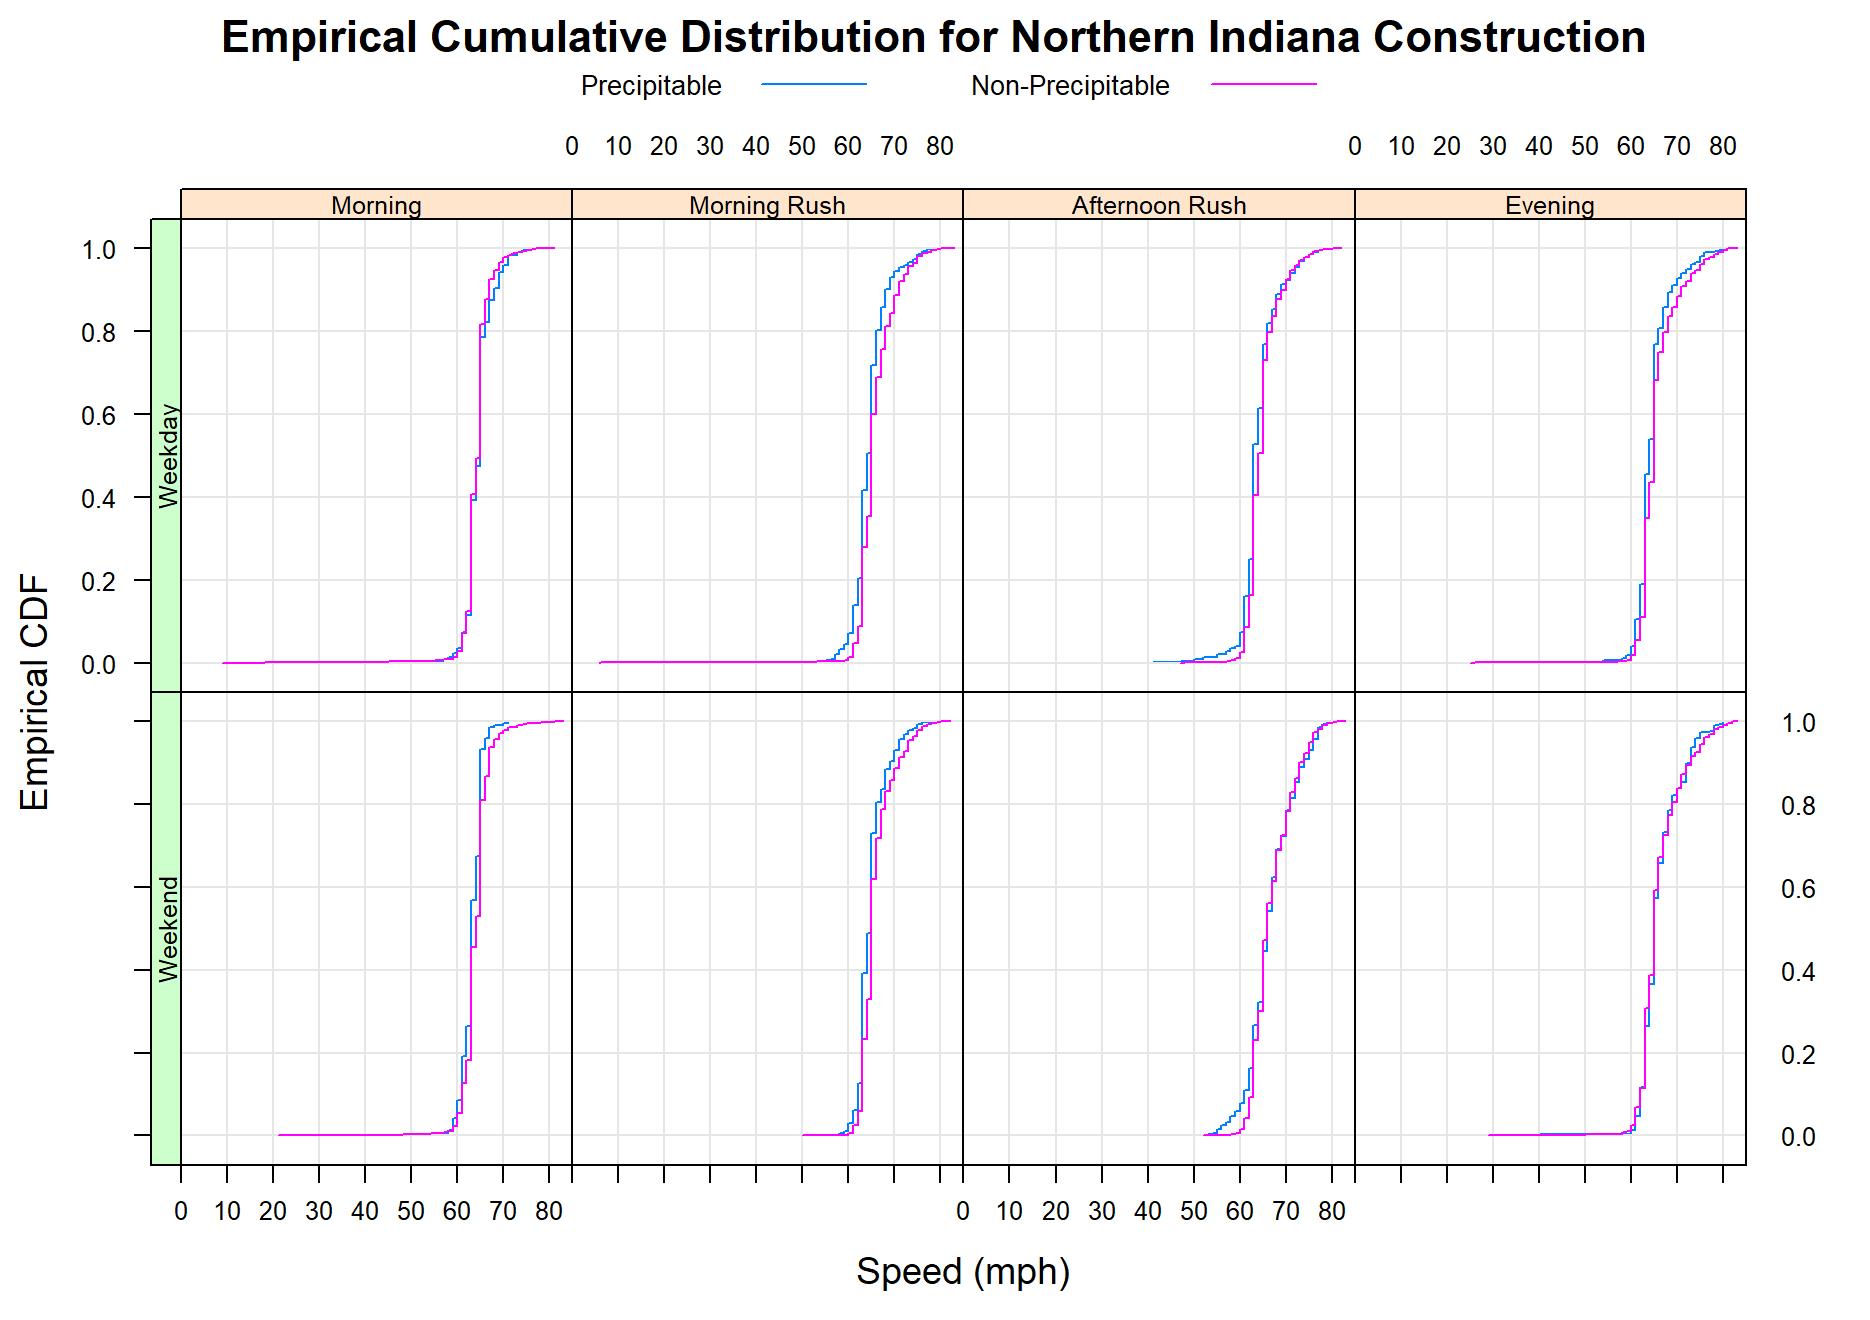 Empirical Cumulative Distribution for Northern Indiana Construction
Precipitable Non-Precipitable
0 10 20 30 40 50 60 70 80 0 10 20 30 40 50 60 70 80
Morning Morning Rush Afternoon Rush Evening
Weekday
1.0
0.8
0.6
0.4
0.2
0.0
Empirical CDF
Weekend
1.0
0.8
0.6
0.4
0.2
0.0
0 10 20 30 40 50 60 70 80 0 10 20 30 40 50 60 70 80
Speed (mph)